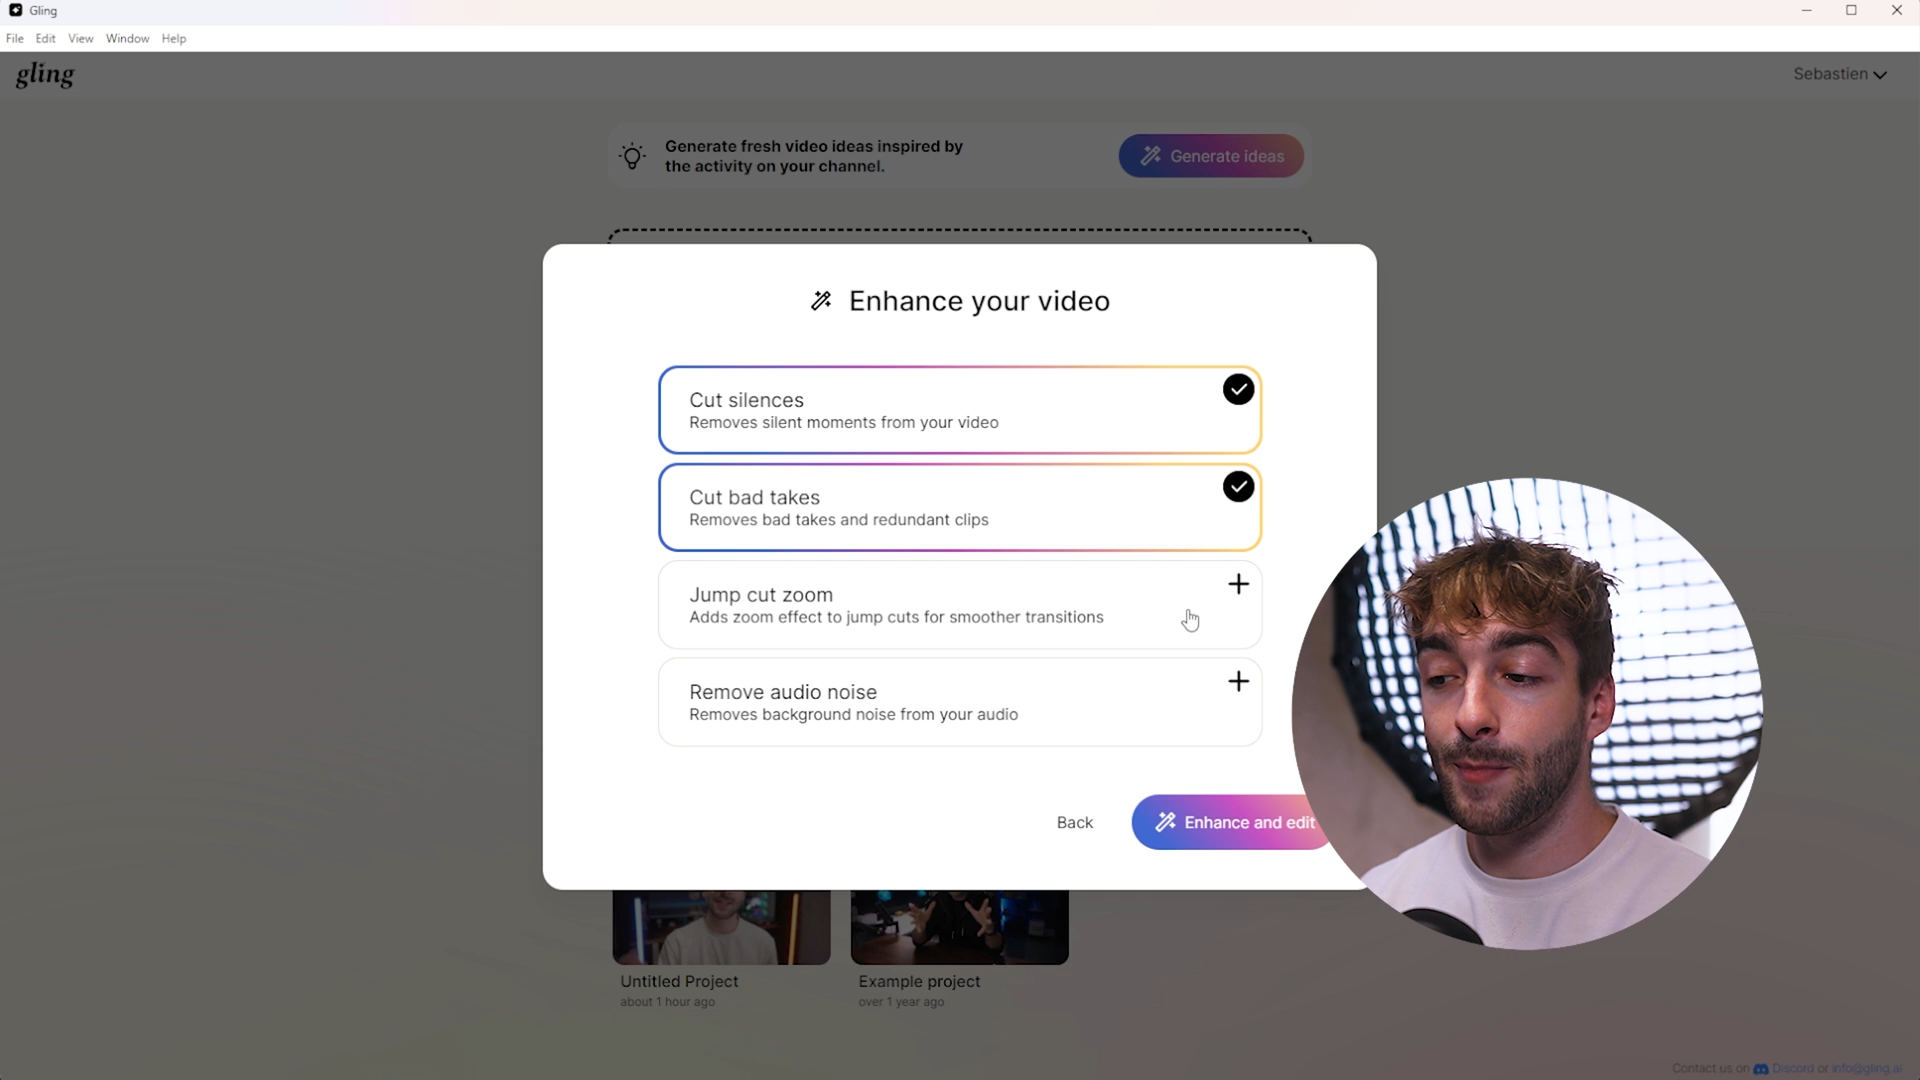 Gling
File Edit View Window Help
gling
Sebastien
Generate fresh video ideas inspired by
the activity on your channel.
Generate ideas
Enhance your video
Cut silences
Removes silent moments from your video
Cut bad takes
Removes bad takes and redundant clips
Jump cut zoom
Adds zoom effect to jump cuts for smoother transitions
Remove audio noise
Removes background noise from your audio
Back
Enhance and edit
Untitled Project
about 1 hour ago
Example project
over 1 year ago
Contact us on Discord or info@gling.ai